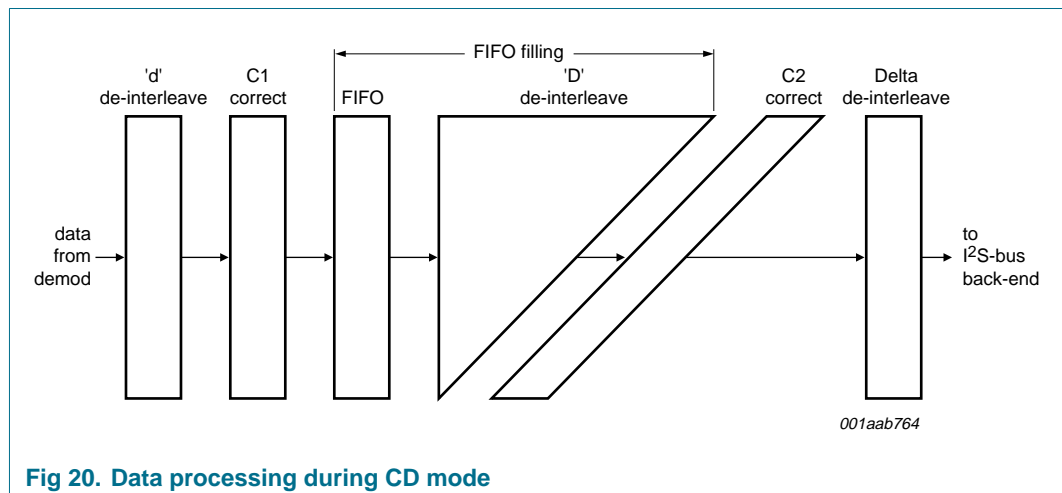 FIFO filling
'd'
de-interleave
C1
correct
FIFO
'D'
de-interleave
C2
correct
Delta
de-interleave
data
from
demod
to
I²S-bus
back-end
001aab764
Fig 20. Data processing during CD mode